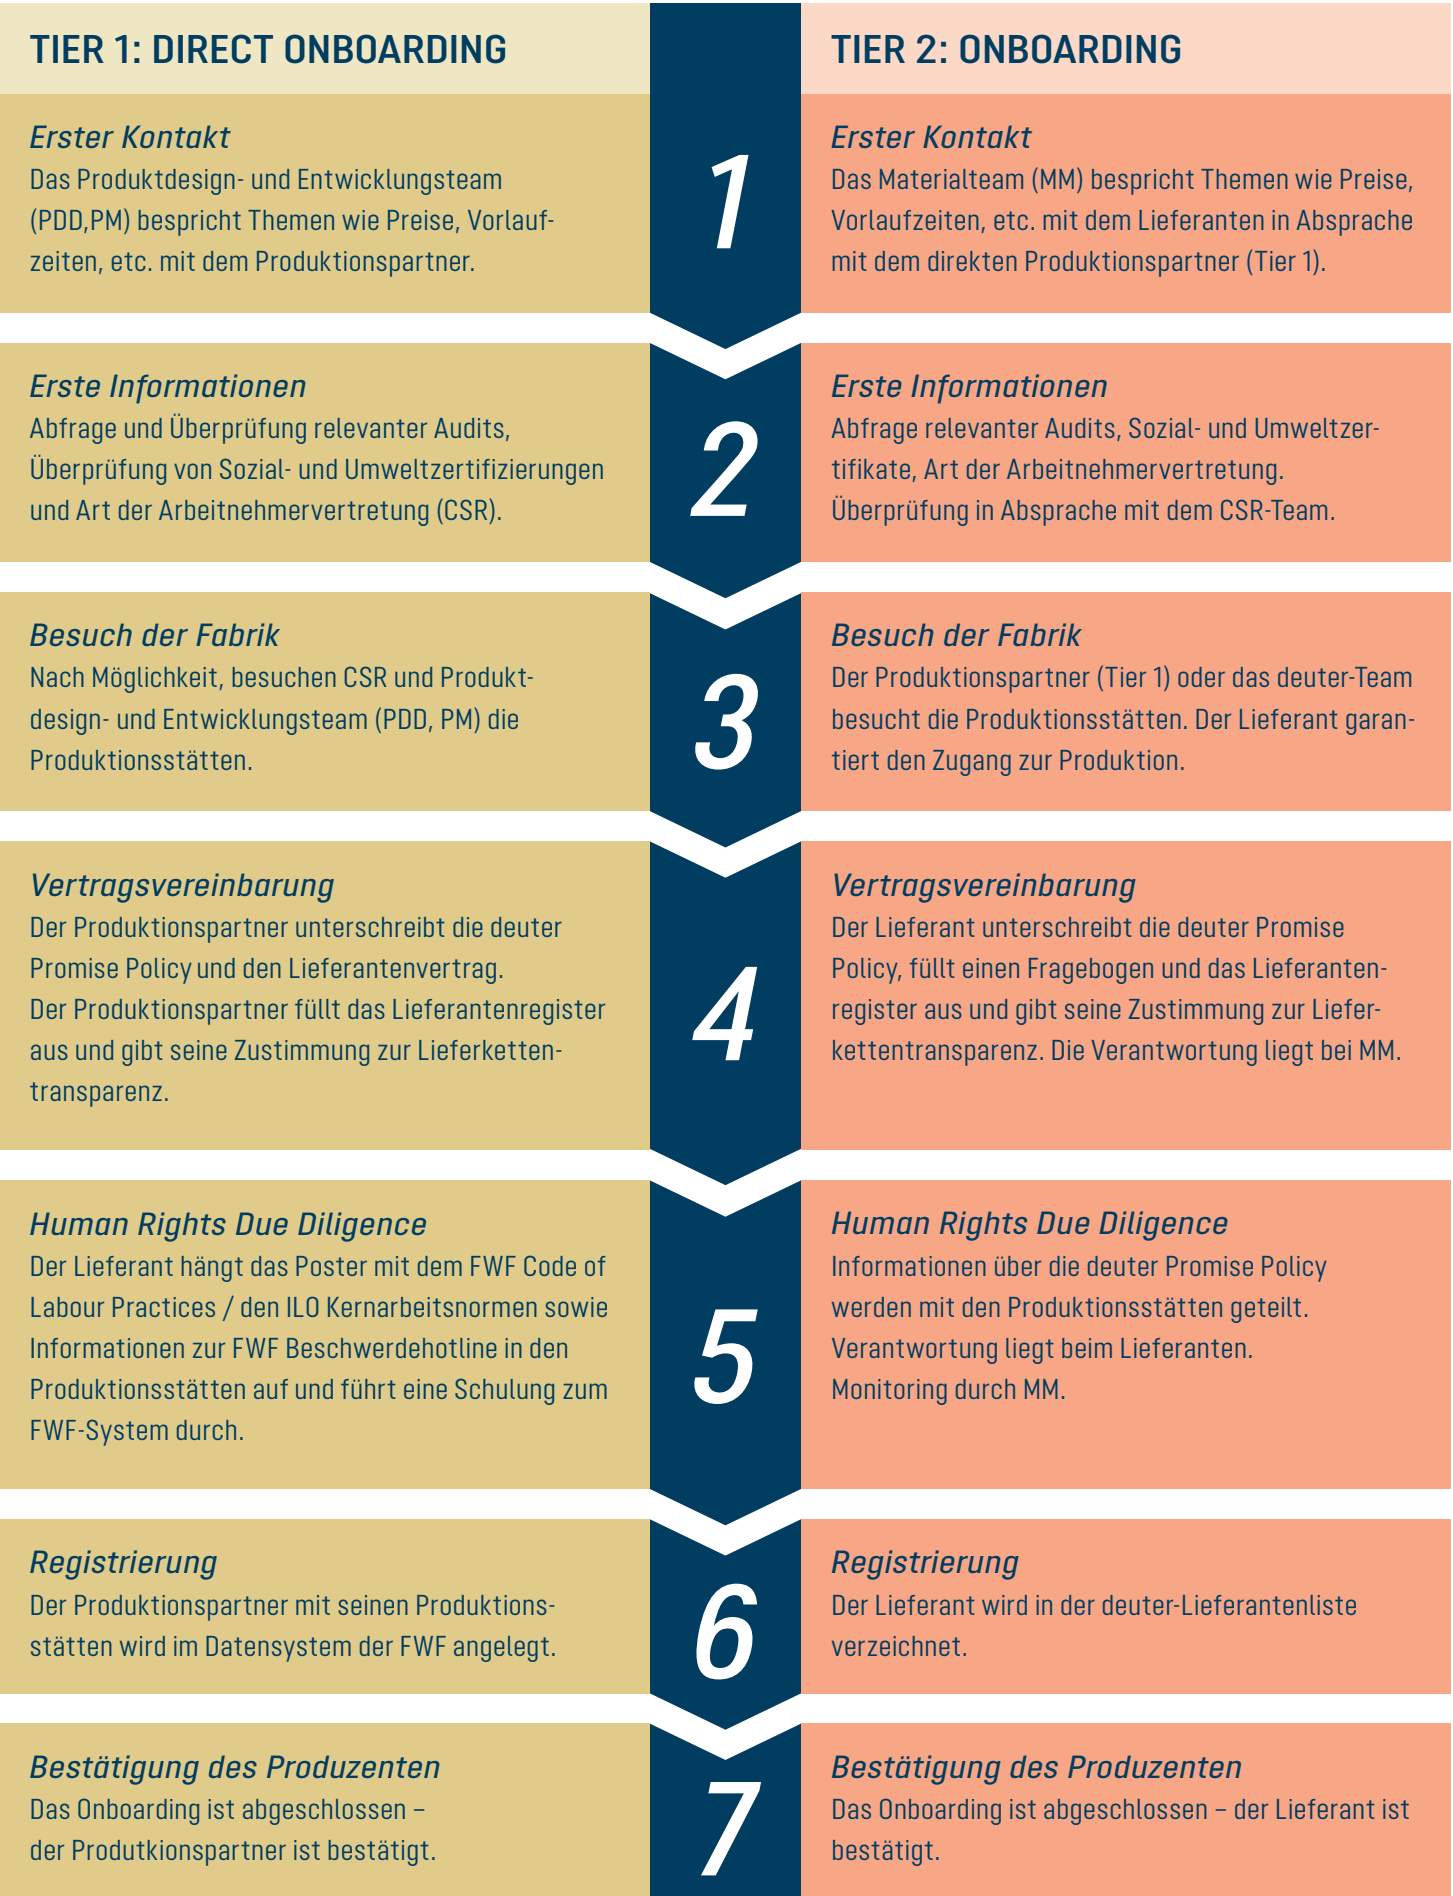 TIER 1: DIRECT ONBOARDING
TIER 2: ONBOARDING
1
Erster Kontakt
Das Produktdesign- und Entwicklungsteam
(PDD,PM) bespricht Themen wie Preise, Vorlauf-
zeiten, etc. mit dem Produktionspartner.
Erster Kontakt
Das Materialteam (MM) bespricht Themen wie Preise,
Vorlaufzeiten, etc. mit dem Lieferanten in Absprache
mit dem direkten Produktionspartner (Tier 1).
2
Erste Informationen
Abfrage und Überprüfung relevanter Audits,
Überprüfung von Sozial- und Umweltzertifizierungen
und Art der Arbeitnehmervertretung (CSR).
Erste Informationen
Abfrage relevanter Audits, Sozial- und Umweltzer-
tifikate, Art der Arbeitnehmervertretung.
Überprüfung in Absprache mit dem CSR-Team.
3
Besuch der Fabrik
Nach Möglichkeit, besuchen CSR und Produkt-
design- und Entwicklungsteam (PDD, PM) die
Produktionsstätten.
Besuch der Fabrik
Der Produktionspartner (Tier 1) oder das deuter-Team
besucht die Produktionsstätten. Der Lieferant garan-
tiert den Zugang zur Produktion.
4
Vertragsvereinbarung
Der Produktionspartner unterschreibt die deuter
Promise Policy und den Lieferantenvertrag.
Der Produktionspartner füllt das Lieferantenregister
aus und gibt seine Zustimmung zur Lieferketten-
transparenz.
Vertragsvereinbarung
Der Lieferant unterschreibt die deuter Promise
Policy, füllt einen Fragebogen und das Lieferanten-
register aus und gibt seine Zustimmung zur Liefer-
kettentransparenz. Die Verantwortung liegt bei MM.
5
Human Rights Due Diligence
Der Lieferant hängt das Poster mit dem FWF Code of
Labour Practices / den ILO Kernarbeitsnormen sowie
Informationen zur FWF Beschwerdehotline in den
Produktionsstätten auf und führt eine Schulung zum
FWF-System durch.
Human Rights Due Diligence
Informationen über die deuter Promise Policy
werden mit den Produktionsstätten geteilt.
Verantwortung liegt beim Lieferanten.
Monitoring durch MM.
6
Registrierung
Der Produktionspartner mit seinen Produktions-
stätten wird im Datensystem der FWF angelegt.
Registrierung
Der Lieferant wird in der deuter-Lieferantenliste
verzeichnet.
7
Bestätigung des Produzenten
Das Onboarding ist abgeschlossen –
der Produtkionspartner ist bestätigt.
Bestätigung des Produzenten
Das Onboarding ist abgeschlossen – der Lieferant ist
bestätigt.